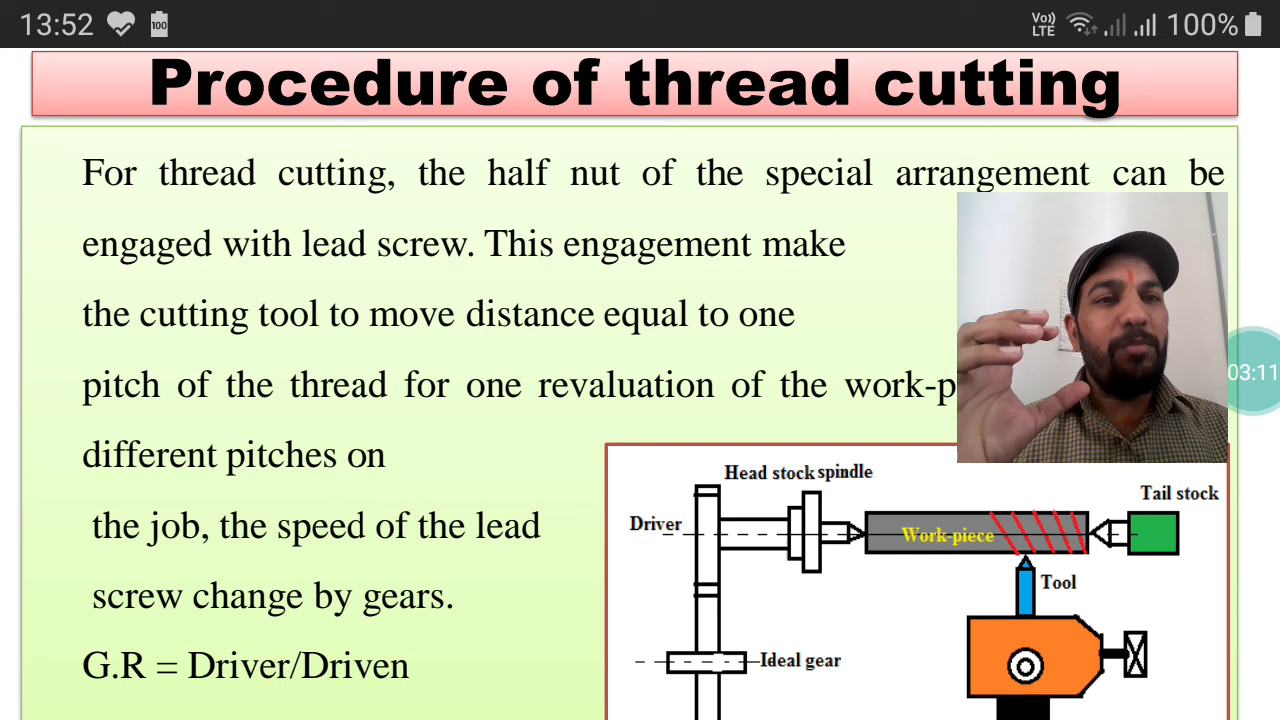 13:52
100
Vo))
LTE
100%
Procedure of thread cutting
For thread cutting, the half nut of the special arrangement can be
engaged with lead screw. This engagement make
the cutting tool to move distance equal to one
pitch of the thread for one revaluation of the work-p
different pitches on
the job, the speed of the lead
screw change by gears.
G.R = Driver/Driven
03:11
Head stock spindle
Tail stock
Driver
Work-piece
Tool
Ideal gear